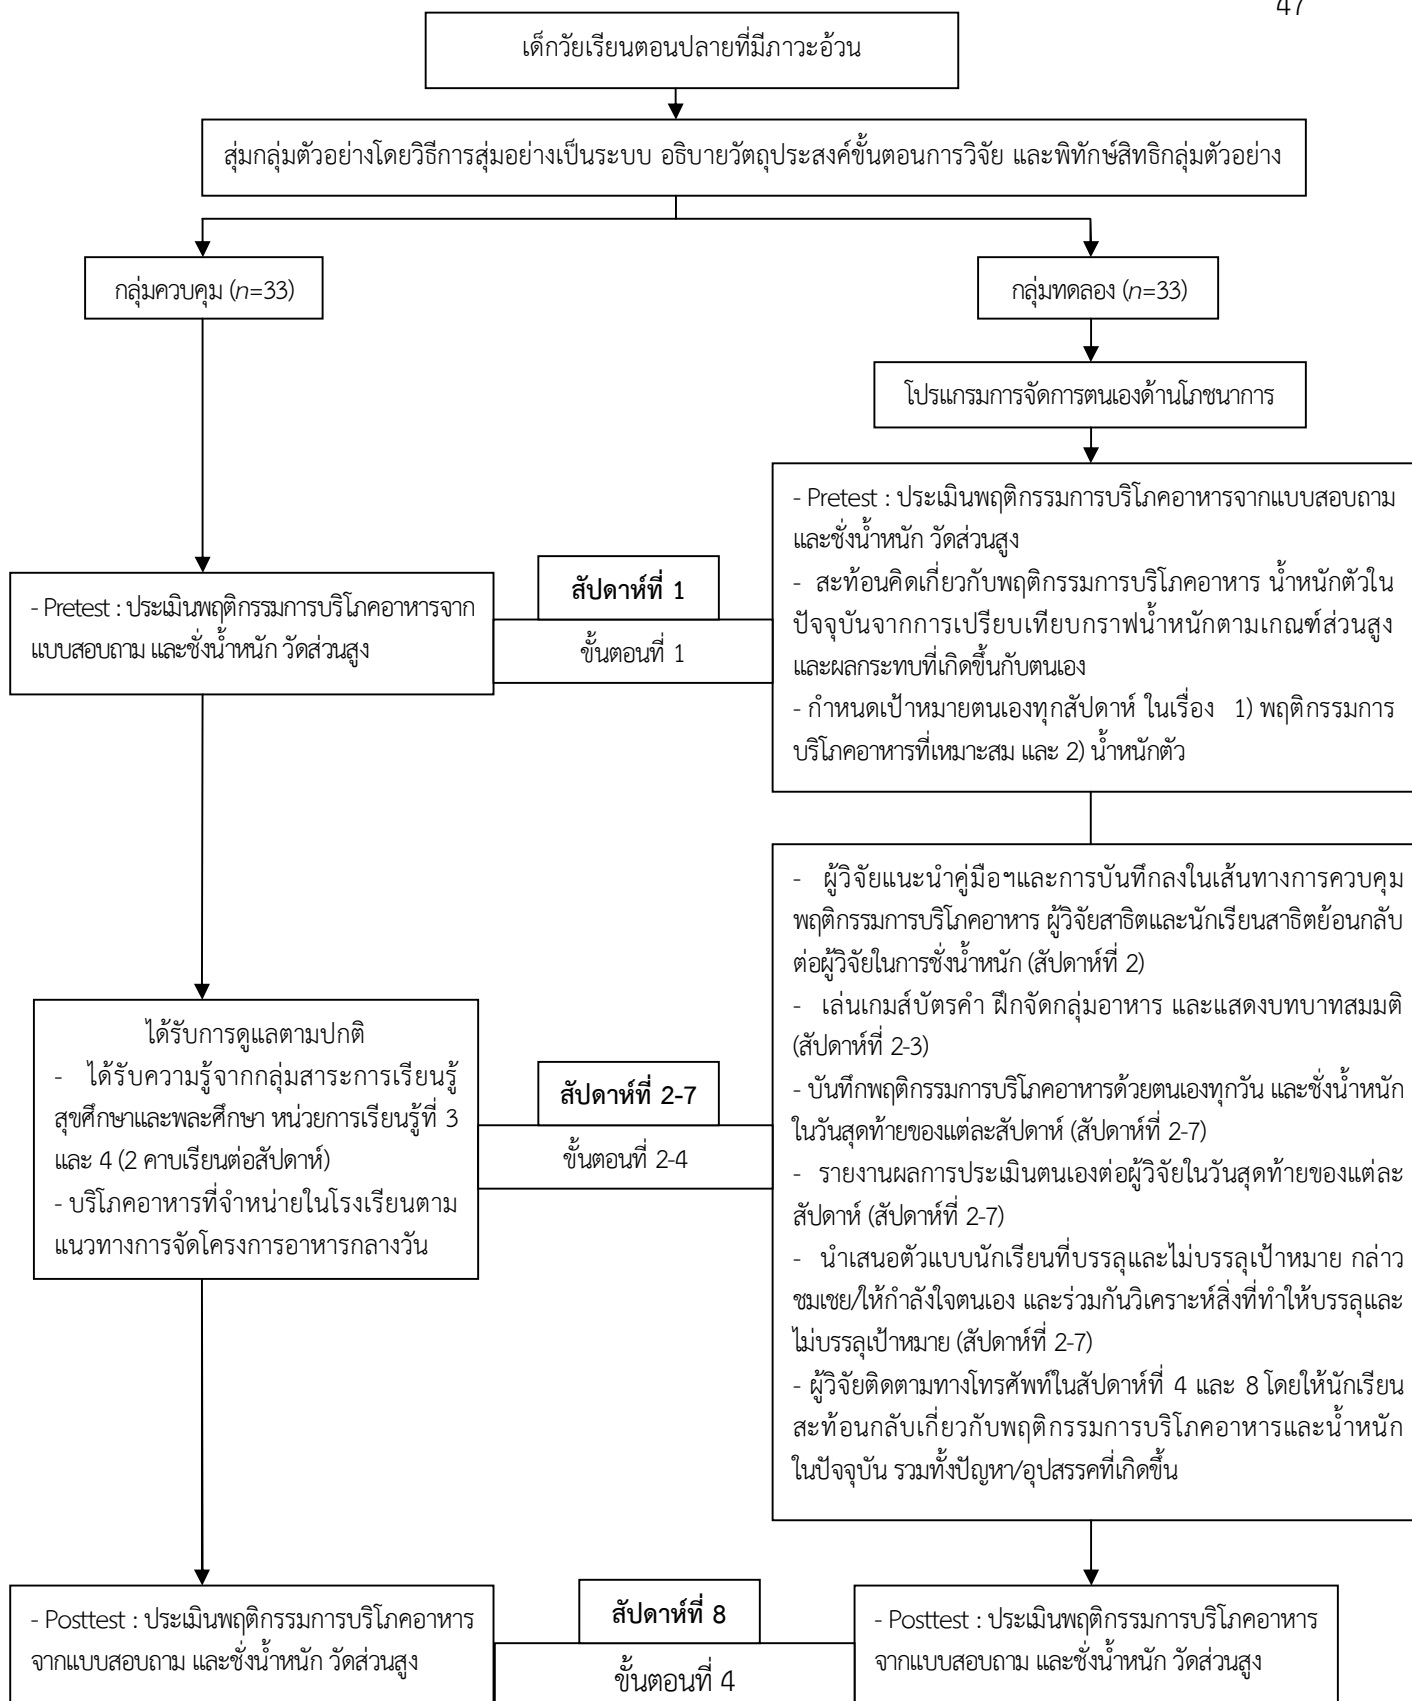 47
เด็กวัยเรียนตอนปลายที่มีภาวะอ้วน
สุ่มกลุ่มตัวอย่างโดยวิธีการสุ่มอย่างเป็นระบบ อธิบายวัตถุประสงค์ขั้นตอนการวิจัย และพิทักษ์สิทธิกลุ่มตัวอย่าง
กลุ่มควบคุม (n=33)
กลุ่มทดลอง (n=33)
โปรแกรมการจัดการตนเองด้านโภชนาการ
- Pretest : ประเมินพฤติกรรมการบริโภคอาหารจาก
แบบสอบถาม และชั่งน้ำหนัก วัดส่วนสูง
สัปดาห์ที่ 1
ขั้นตอนที่ 1
- Pretest : ประเมินพฤติกรรมการบริโภคอาหารจากแบบสอบถาม
และชั่งน้ำหนัก วัดส่วนสูง
- สะท้อนคิดเกี่ยวกับพฤติกรรมการบริโภคอาหาร น้ำหนักตัวใน
ปัจจุบันจากการเปรียบเทียบกราฟน้ำหนักตามเกณฑ์ส่วนสูง
และผลกระทบที่เกิดขึ้นกับตนเอง
- กำหนดเป้าหมายตนเองทุกสัปดาห์ ในเรื่อง 1) พฤติกรรมการ
บริโภคอาหารที่เหมาะสม และ 2) น้ำหนักตัว
ได้รับการดูแลตามปกติ
- ได้รับความรู้จากกลุ่มสาระการเรียนรู้
สุขศึกษาและพละศึกษา หน่วยการเรียนรู้ที่ 3
และ 4 (2 คาบเรียนต่อสัปดาห์)
- บริโภคอาหารที่จำหน่ายในโรงเรียนตาม
แนวทางการจัดโครงการอาหารกลางวัน
สัปดาห์ที่ 2-7
ขั้นตอนที่ 2-4
- ผู้วิจัยแนะนำคู่มือฯและการบันทึกลงในเส้นทางการควบคุม
พฤติกรรมการบริโภคอาหาร ผู้วิจัยสาธิตและนักเรียนสาธิตย้อนกลับ
ต่อผู้วิจัยในการชั่งน้ำหนัก (สัปดาห์ที่ 2)
- เล่นเกมส์บัตรคำ ฝึกจัดกลุ่มอาหาร และแสดงบทบาทสมมติ
(สัปดาห์ที่ 2-3)
- บันทึกพฤติกรรมการบริโภคอาหารด้วยตนเองทุกวัน และชั่งน้ำหนัก
ในวันสุดท้ายของแต่ละสัปดาห์ (สัปดาห์ที่ 2-7)
- รายงานผลการประเมินตนเองต่อผู้วิจัยในวันสุดท้ายของแต่ละ
สัปดาห์ (สัปดาห์ที่ 2-7)
- นำเสนอตัวแบบนักเรียนที่บรรลุและไม่บรรลุเป้าหมาย กล่าว
ชมเชย/ให้กำลังใจตนเอง และร่วมกันวิเคราะห์สิ่งที่ทำให้บรรลุและ
ไม่บรรลุเป้าหมาย (สัปดาห์ที่ 2-7)
- ผู้วิจัยติดตามทางโทรศัพท์ในสัปดาห์ที่ 4 และ 8 โดยให้นักเรียน
สะท้อนกลับเกี่ยวกับพฤติกรรมการบริโภคอาหารและน้ำหนัก
ในปัจจุบัน รวมทั้งปัญหา/อุปสรรคที่เกิดขึ้น
- Posttest : ประเมินพฤติกรรมการบริโภคอาหาร
จากแบบสอบถาม และชั่งน้ำหนัก วัดส่วนสูง
สัปดาห์ที่ 8
ขั้นตอนที่ 4
- Posttest : ประเมินพฤติกรรมการบริโภคอาหาร
จากแบบสอบถาม และชั่งน้ำหนัก วัดส่วนสูง